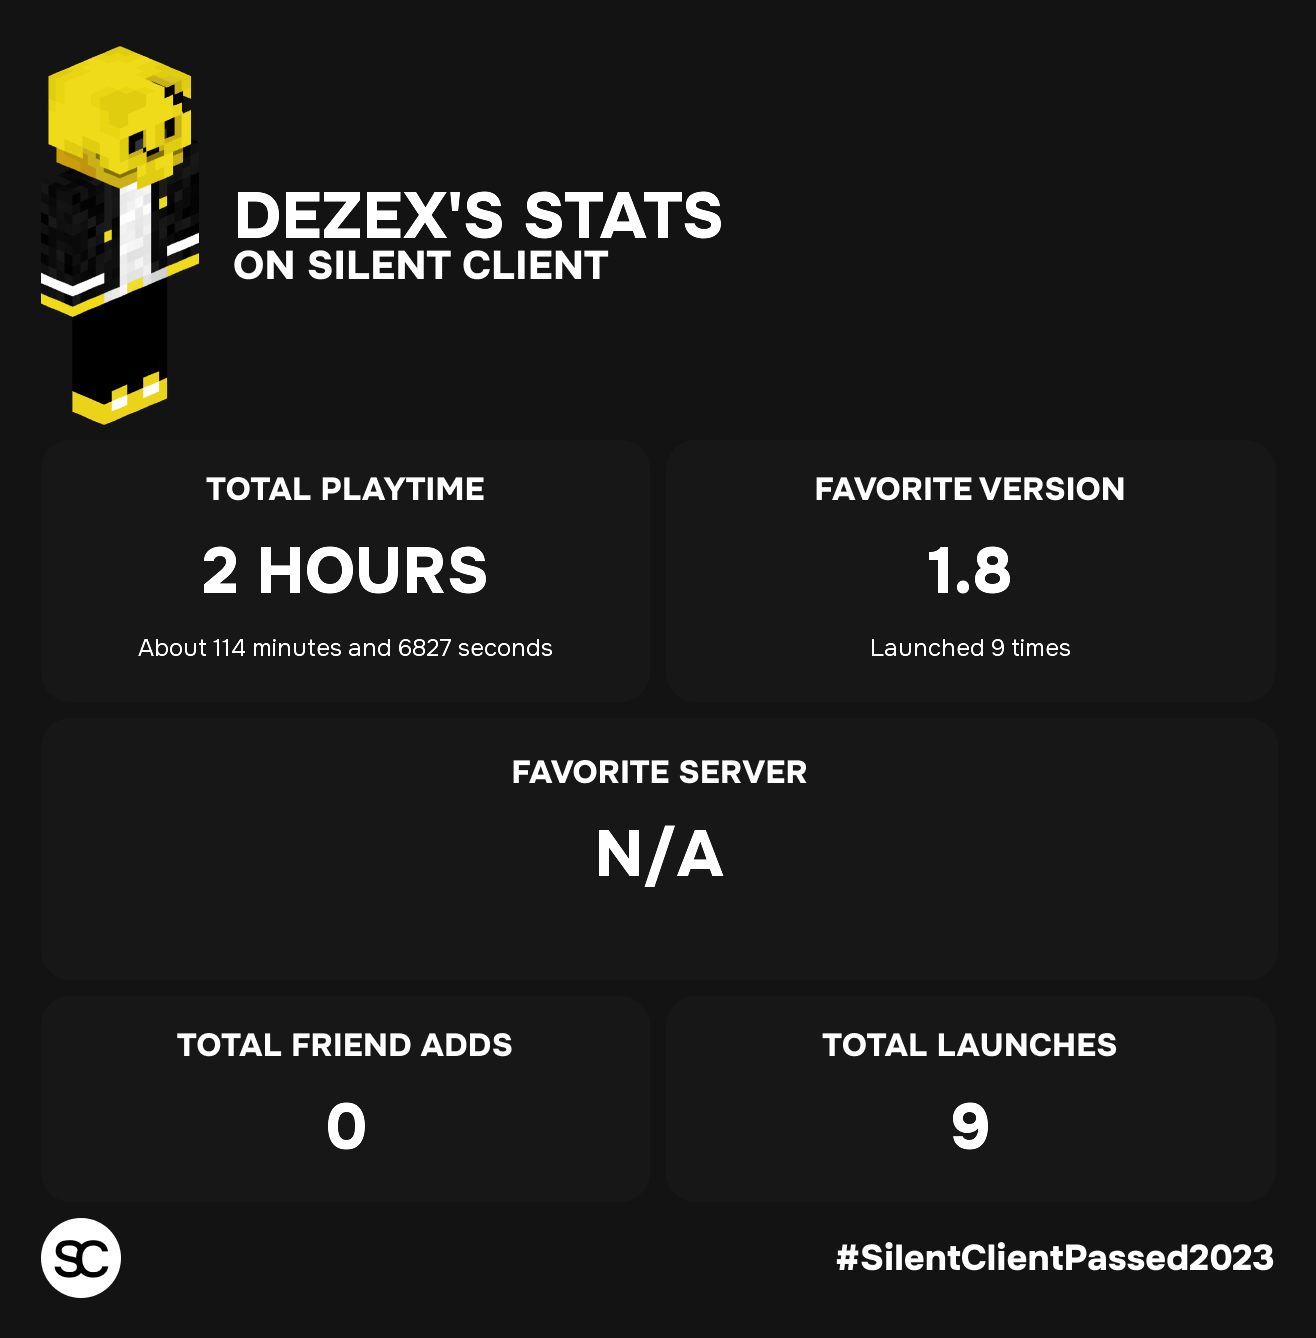 DEZEX'S STATS
ON SILENT CLIENT
TOTAL PLAYTIME
2 HOURS
About 114 minutes and 6827 seconds
FAVORITE VERSION
1.8
Launched 9 times
FAVORITE SERVER
N/A
TOTAL FRIEND ADDS
0
TOTAL LAUNCHES
9
SC
#SilentClientPassed2023